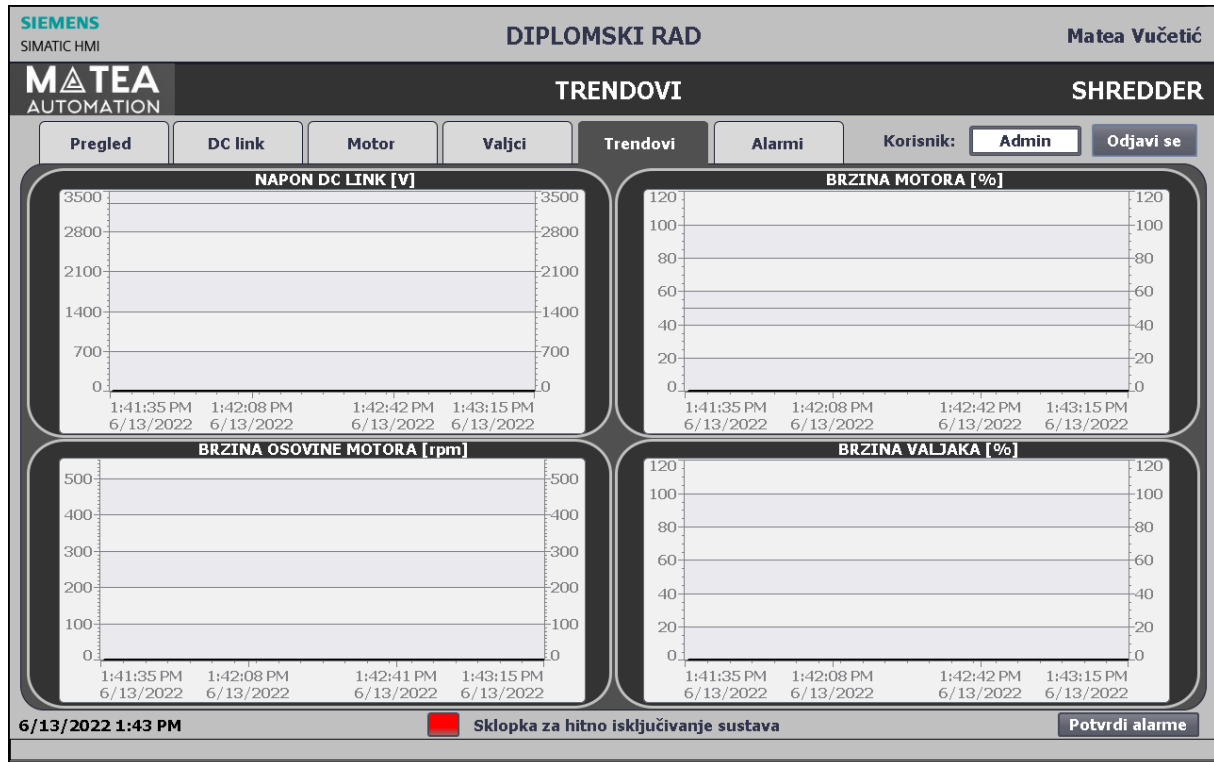 SIEMENS
SIMATIC HMI
DIPLOMSKI RAD
Matea Vučetić
MATEA
AUTOMATION
TRENDOVI
SHREDDER
Pregled DC link Motor Valjci Trendovi Alarmi Korisnik: Admin Odjavi se
NAPON DC LINK [V]
3500 3500
2800 2800
2100 2100
1400 1400
700 700
0 0
1:41:35 PM 1:42:08 PM 1:42:42 PM 1:43:15 PM
6/13/2022 6/13/2022 6/13/2022 6/13/2022
BRZINA MOTORA [%]
120 120
100 100
80 80
60 60
40 40
20 20
0 0
1:41:35 PM 1:42:08 PM 1:42:42 PM 1:43:15 PM
6/13/2022 6/13/2022 6/13/2022 6/13/2022
BRZINA OSOVINE MOTORA [rpm]
500 500
400 400
300 300
200 200
100 100
0 0
1:41:35 PM 1:42:08 PM 1:42:41 PM 1:43:15 PM
6/13/2022 6/13/2022 6/13/2022 6/13/2022
BRZINA VALJAKA [%]
120 120
100 100
80 80
60 60
40 40
20 20
0 0
1:41:35 PM 1:42:08 PM 1:42:42 PM 1:43:15 PM
6/13/2022 6/13/2022 6/13/2022 6/13/2022
6/13/2022 1:43 PM
Sklopka za hitno isključivanje sustava
Potvrdi alarme